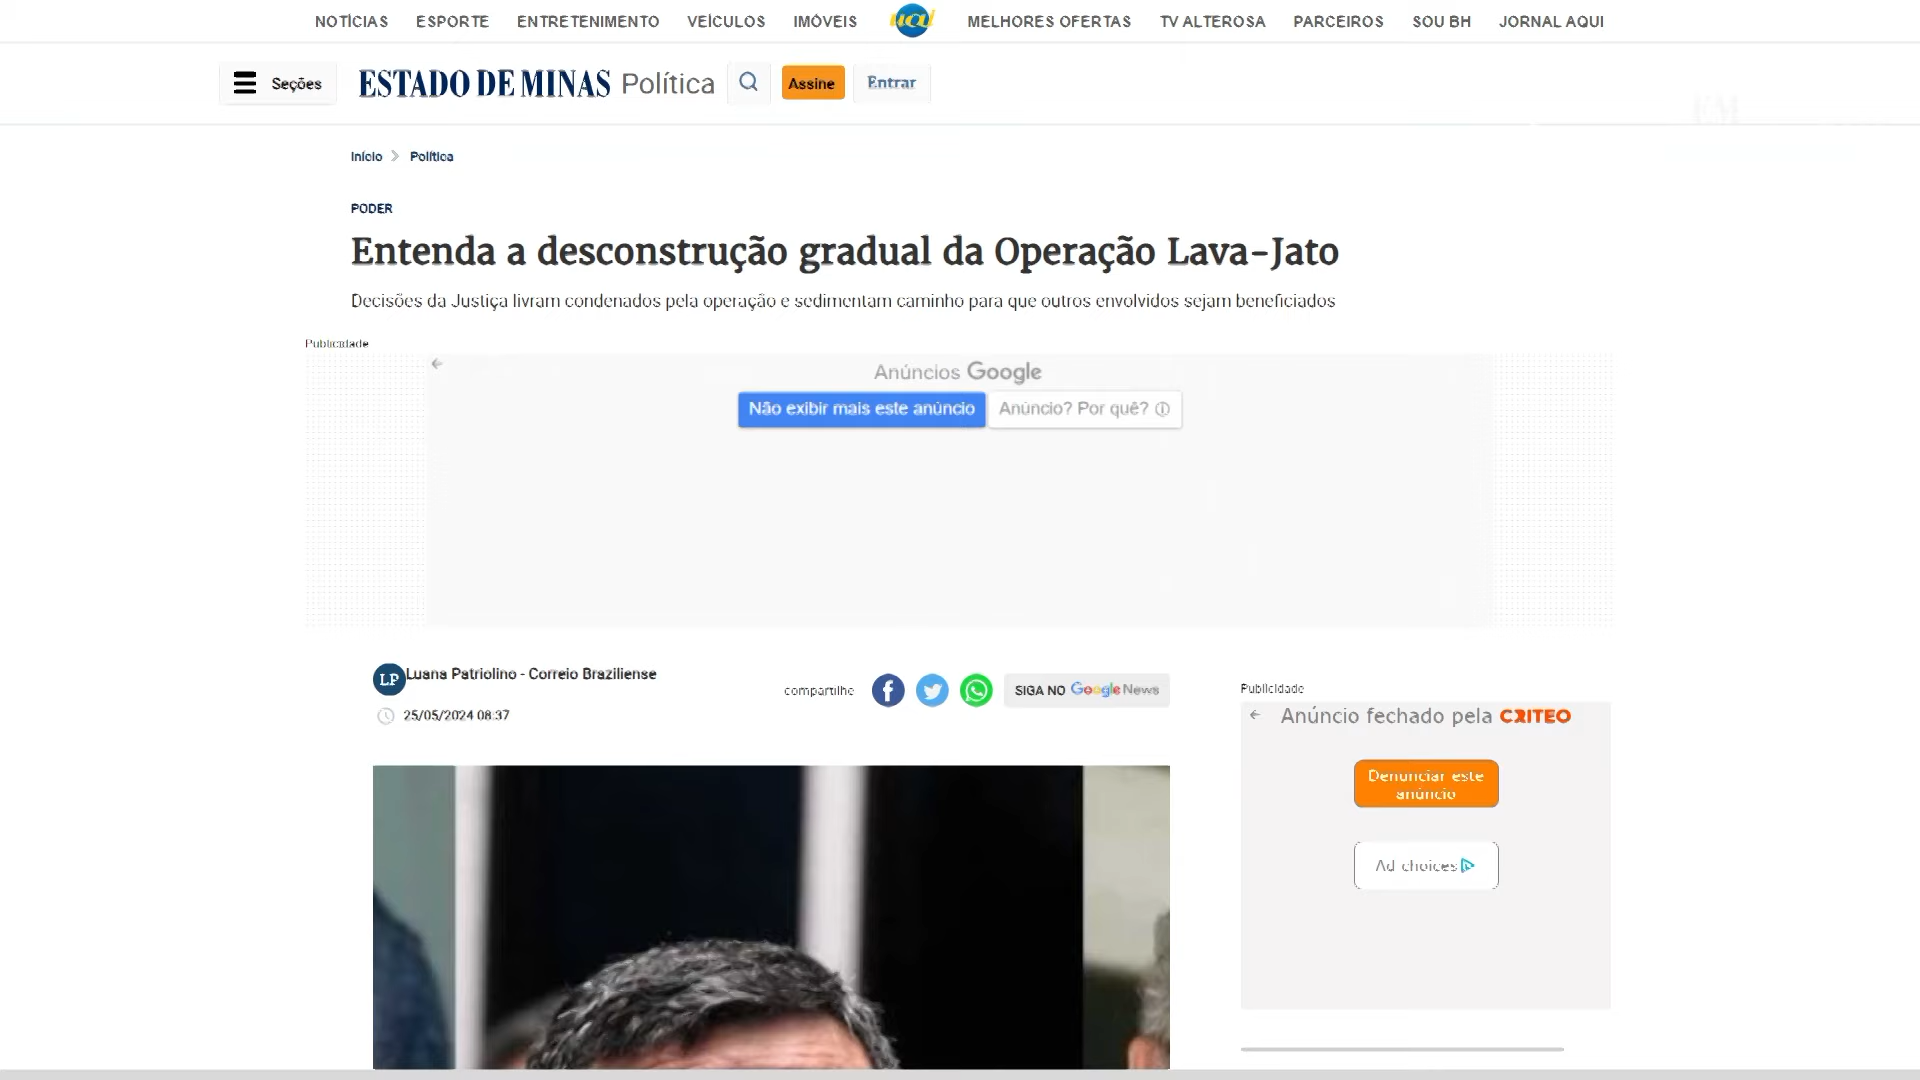 NOTÍCIAS ESPORTE ENTRETENIMENTO VEÍCULOS IMÓVEIS uai MELHORES OFERTAS TV ALTEROSA PARCEIROS SOU BH JORNAL AQUI
Seções ESTADO DE MINAS Política Assine Entrar
Início Política
PODER
Entenda a desconstrução gradual da Operação Lava-Jato
Decisões da Justiça livram condenados pela operação e sedimentam caminho para que outros envolvidos sejam beneficiados
Publicidade
Anúncios Google
Não exibir mais este anúncio Anúncio? Por quê?
LP Luana Patriolino - Correio Braziliense
25/05/2024 08:37
compartilhe SIGA NO Google News
Publicidade
Anúncio fechado pela CRITEO
Denunciar este
anúncio
Ad choices